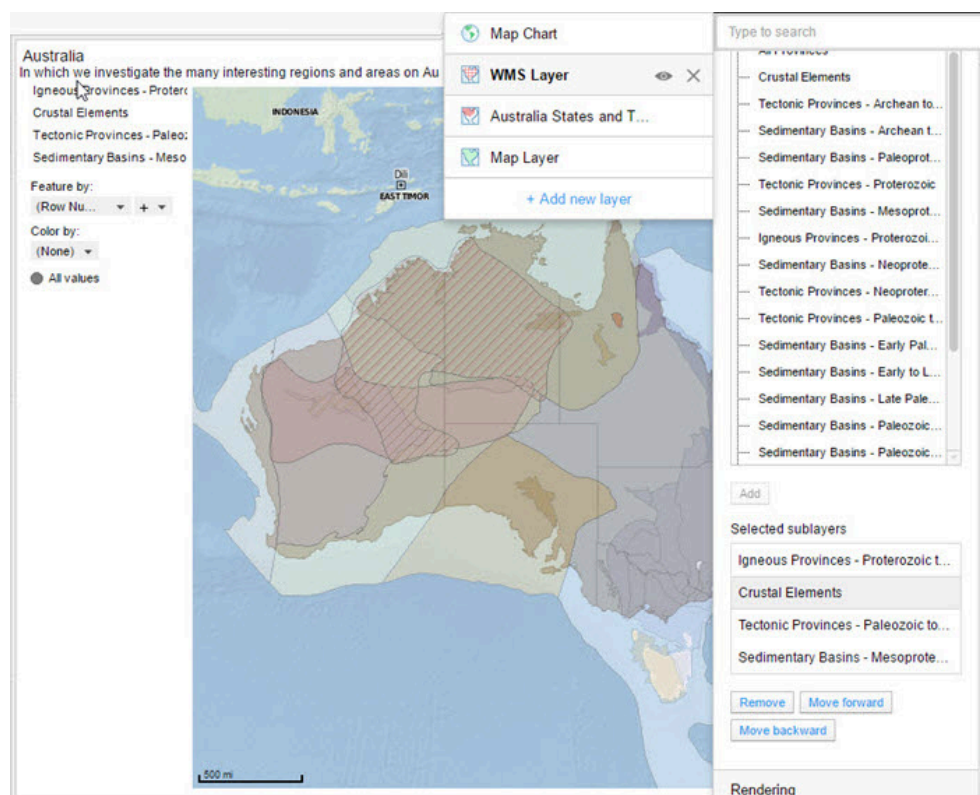 Australia
In which we investigate the many interesting regions and areas on Au
Igneous Provinces - Protero
Crustal Elements
Tectonic Provinces - Paleoz
Sedimentary Basins - Meso
Feature by:
(Row Nu... +
Color by:
(None)
All values
INDONESIA
Dili
EAST TIMOR
500 mi
Map Chart
WMS Layer
Australia States and T...
Map Layer
+ Add new layer
Type to search
All Provinces
Crustal Elements
Tectonic Provinces - Archean to...
Sedimentary Basins - Archean t...
Sedimentary Basins - Paleoprot...
Tectonic Provinces - Proterozoic
Sedimentary Basins - Mesoprot...
Igneous Provinces - Proterozoi...
Sedimentary Basins - Neoprote...
Tectonic Provinces - Neoproter...
Tectonic Provinces - Paleozoic t...
Sedimentary Basins - Early Pal...
Sedimentary Basins - Early to L...
Sedimentary Basins - Late Pale...
Sedimentary Basins - Paleozoic...
Sedimentary Basins - Paleozoic...
Add
Selected sublayers
Igneous Provinces - Proterozoic t...
Crustal Elements
Tectonic Provinces - Paleozoic to...
Sedimentary Basins - Mesoprote...
Remove
Move forward
Move backward
Rendering